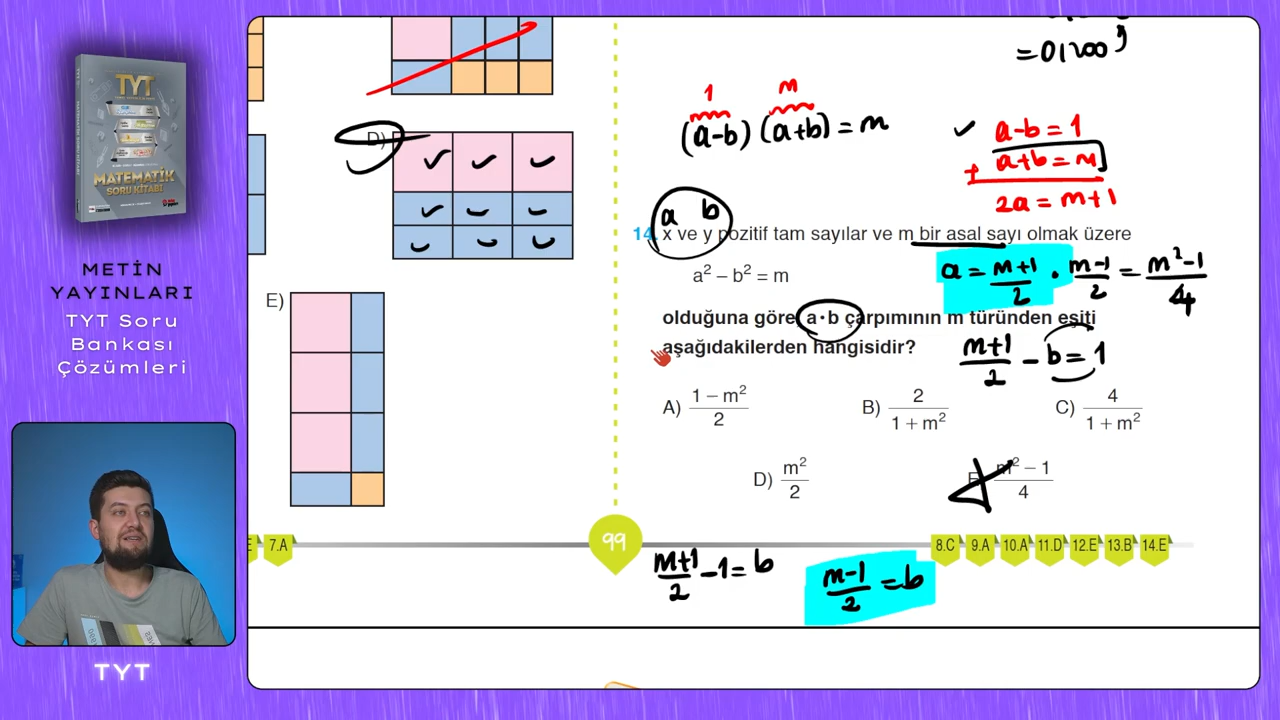 TYT
MATEMATİK
SORU KİTABI
METİN
YAYINLARI
TYT Soru
Bankası
Çözümleri
TYT
D)
E)
7.A
99
= 0,1200
1 m
(a-b) (a+b) = m
a-b = 1
+ a+b = m
2a = m+1
a b
14. x ve y pozitif tam sayılar ve m bir asal sayı olmak üzere
a² – b² = m
a = m+1/2 · m-1/2 = m²-1/4
olduğuna göre a·b çarpımının m türünden eşiti
aşağıdakilerden hangisidir?
m+1/2 - b = 1
A) 1 – m²/2
B) 2/1 + m²
C) 4/1 + m²
D) m²/2
E) m² – 1/4
8.C 9.A 10.A 11.D 12.E 13.B 14.E
m+1/2 - 1 = b
m-1/2 = b